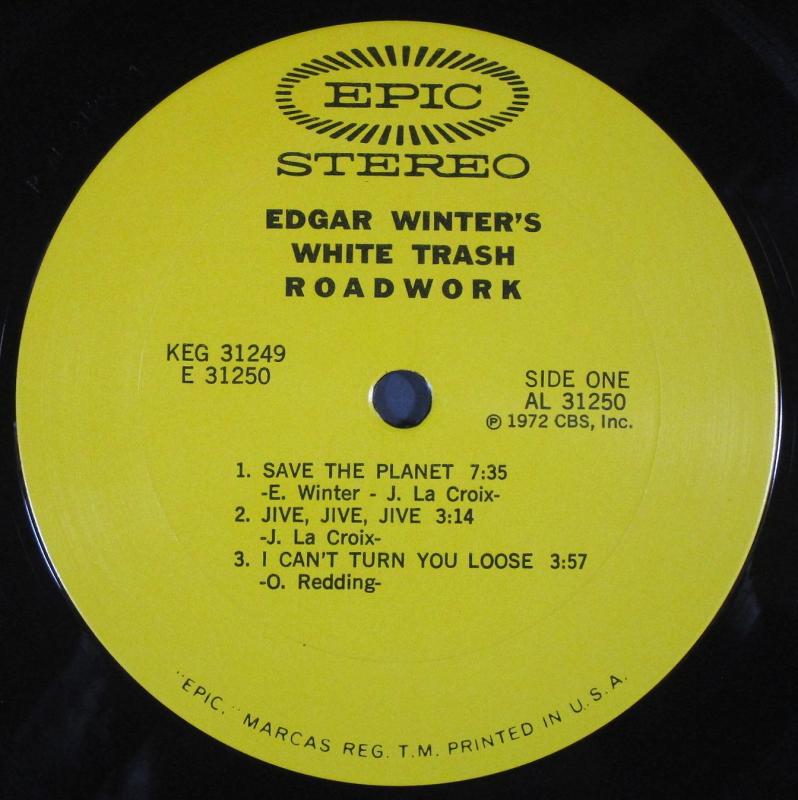 EPIC
STEREO
EDGAR WINTER'S
WHITE TRASH
ROADWORK
KEG 31249
E 31250
SIDE ONE
AL 31250
Ⓟ 1972 CBS, Inc.
1. SAVE THE PLANET 7:35
-E. Winter - J. La Croix-
2. JIVE, JIVE, JIVE 3:14
-J. La Croix-
3. I CAN'T TURN YOU LOOSE 3:57
-O. Redding-
"EPIC," MARCAS REG. T.M. PRINTED IN U.S.A.